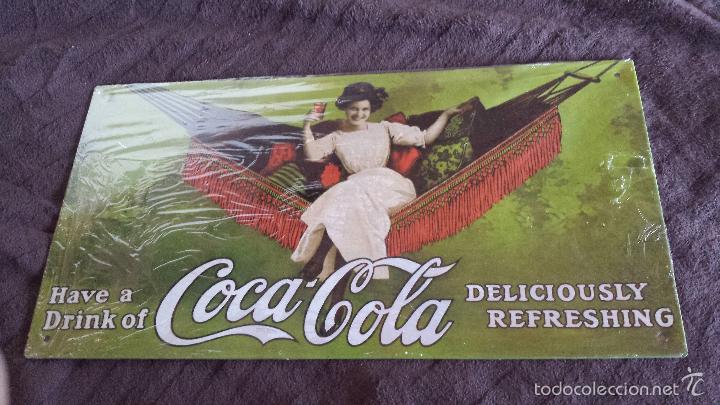 Have a
Drink of
Coca-Cola
DELICIOUSLY
REFRESHING
todocoleccion.net